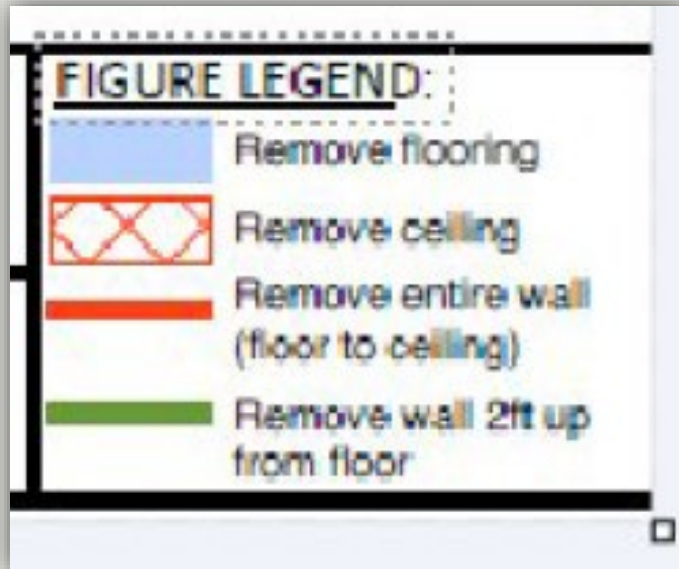 FIGURE LEGEND:
Remove flooring
Remove ceiling
Remove entire wall
(floor to ceiling)
Remove wall 2ft up
from floor